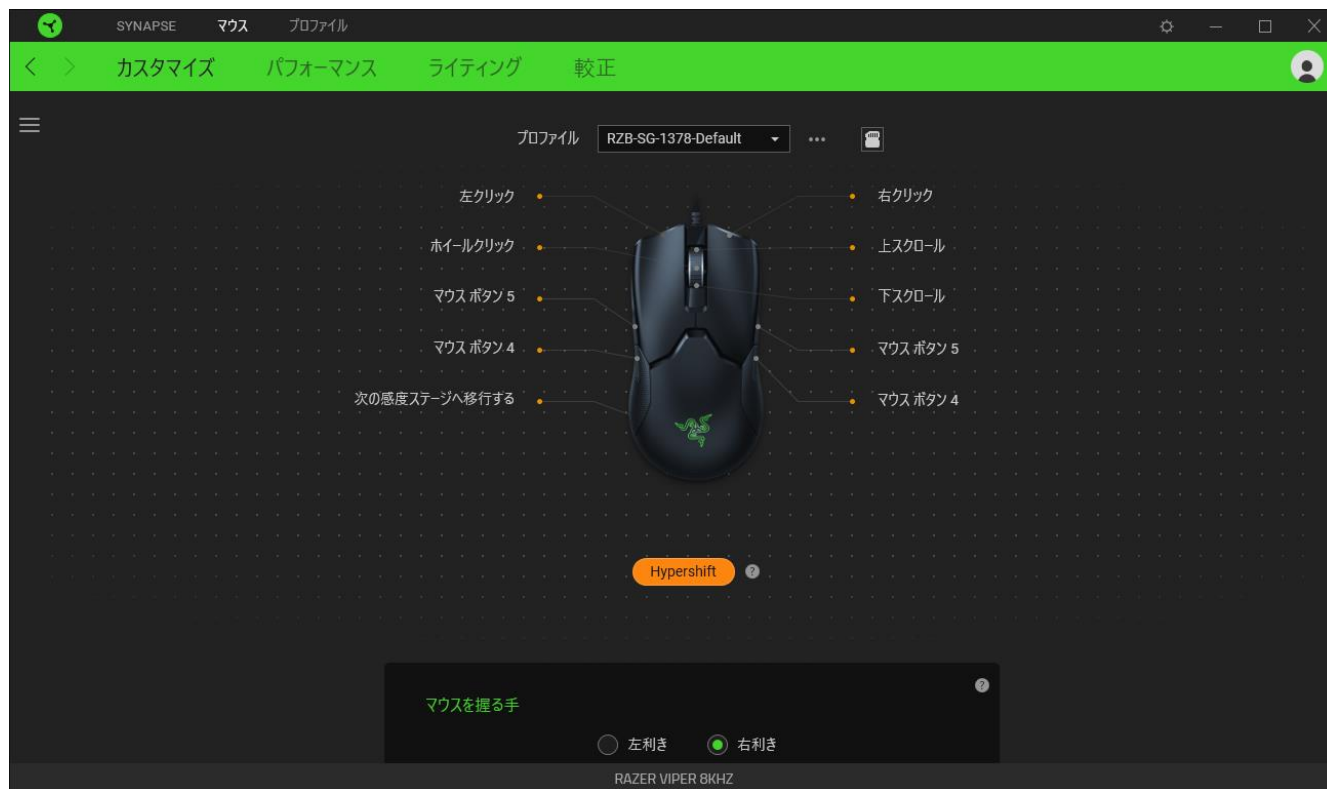 SYNAPSE マウス プロファイル
カスタマイズ パフォーマンス ライティング 較正
プロファイル RZB-SG-1378-Default
左クリック
右クリック
ホイールクリック
上スクロール
マウス ボタン 5
下スクロール
マウス ボタン 4
マウス ボタン 5
次の感度ステージへ移行する
マウス ボタン 4
Hypershift ?
?
マウスを握る手
左利き 右利き
RAZER VIPER 8KHZ